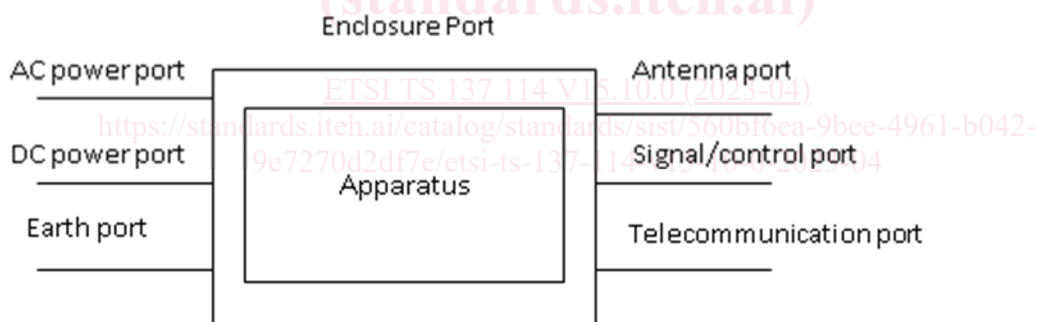 (standards.iteh.ai)
Enclosure Port
AC power port
Antenna port
ETSI TS 137 114 V15.10.0 (2023-04)
https://standards.iteh.ai/catalog/standards/sist/560bf6ea-9bee-4961-b042-
DC power port
Signal/control port
9e7270d2df7e/etsi-ts-137-114-v15-10-0-2023-04
Apparatus
Earth port
Telecommunication port